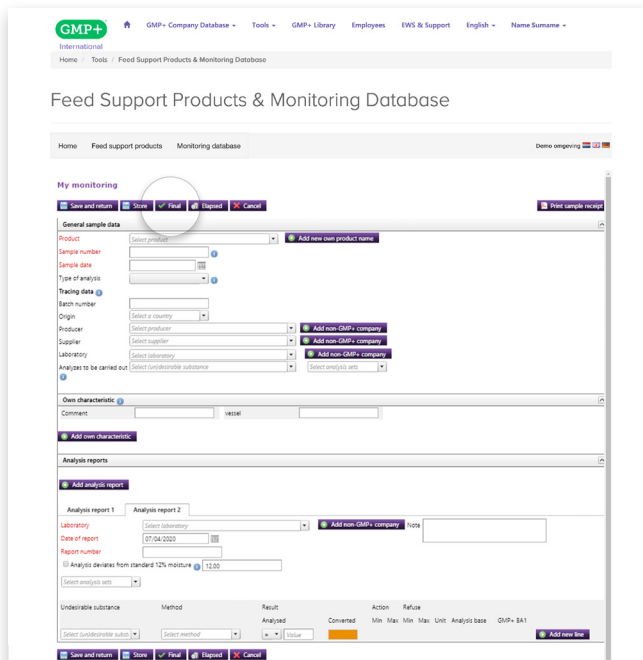 GMP+
International
GMP+ Company Database Tools GMP+ Library Employees EWS & Support English Name Surname
Home / Tools / Feed Support Products & Monitoring Database
Feed Support Products & Monitoring Database
Home Feed support products Monitoring database Demo omgeving
My monitoring
Save and return Store Final Elapsed Cancel Print sample receipt
General sample data
Product Select product Add new own product name
Sample number
Sample date
Type of analysis
Tracing data
Batch number
Origin Select a country
Producer Select producer Add non-GMP+ company
Supplier Select supplier Add non-GMP+ company
Laboratory Select laboratory Add non-GMP+ company
Analyzes to be carried out Select (un)desirable substance Select analysis sets
Own characteristic
Comment vessel
Add own characteristic
Analysis reports
Add analysis report
Analysis report 1 Analysis report 2
Laboratory Select laboratory Add non-GMP+ company Note
Date of report 07/04/2020
Report number
Analysis deviates from standard 12% moisture 12.00
Select analysis sets
Undesirable substance Method Result Action Refuse
Analysed Converted Min Max Min Max Unit Analysis base GMP+ BA1
Select (un)desirable subst Select method = Value Add new line
Save and return Store Final Elapsed Cancel